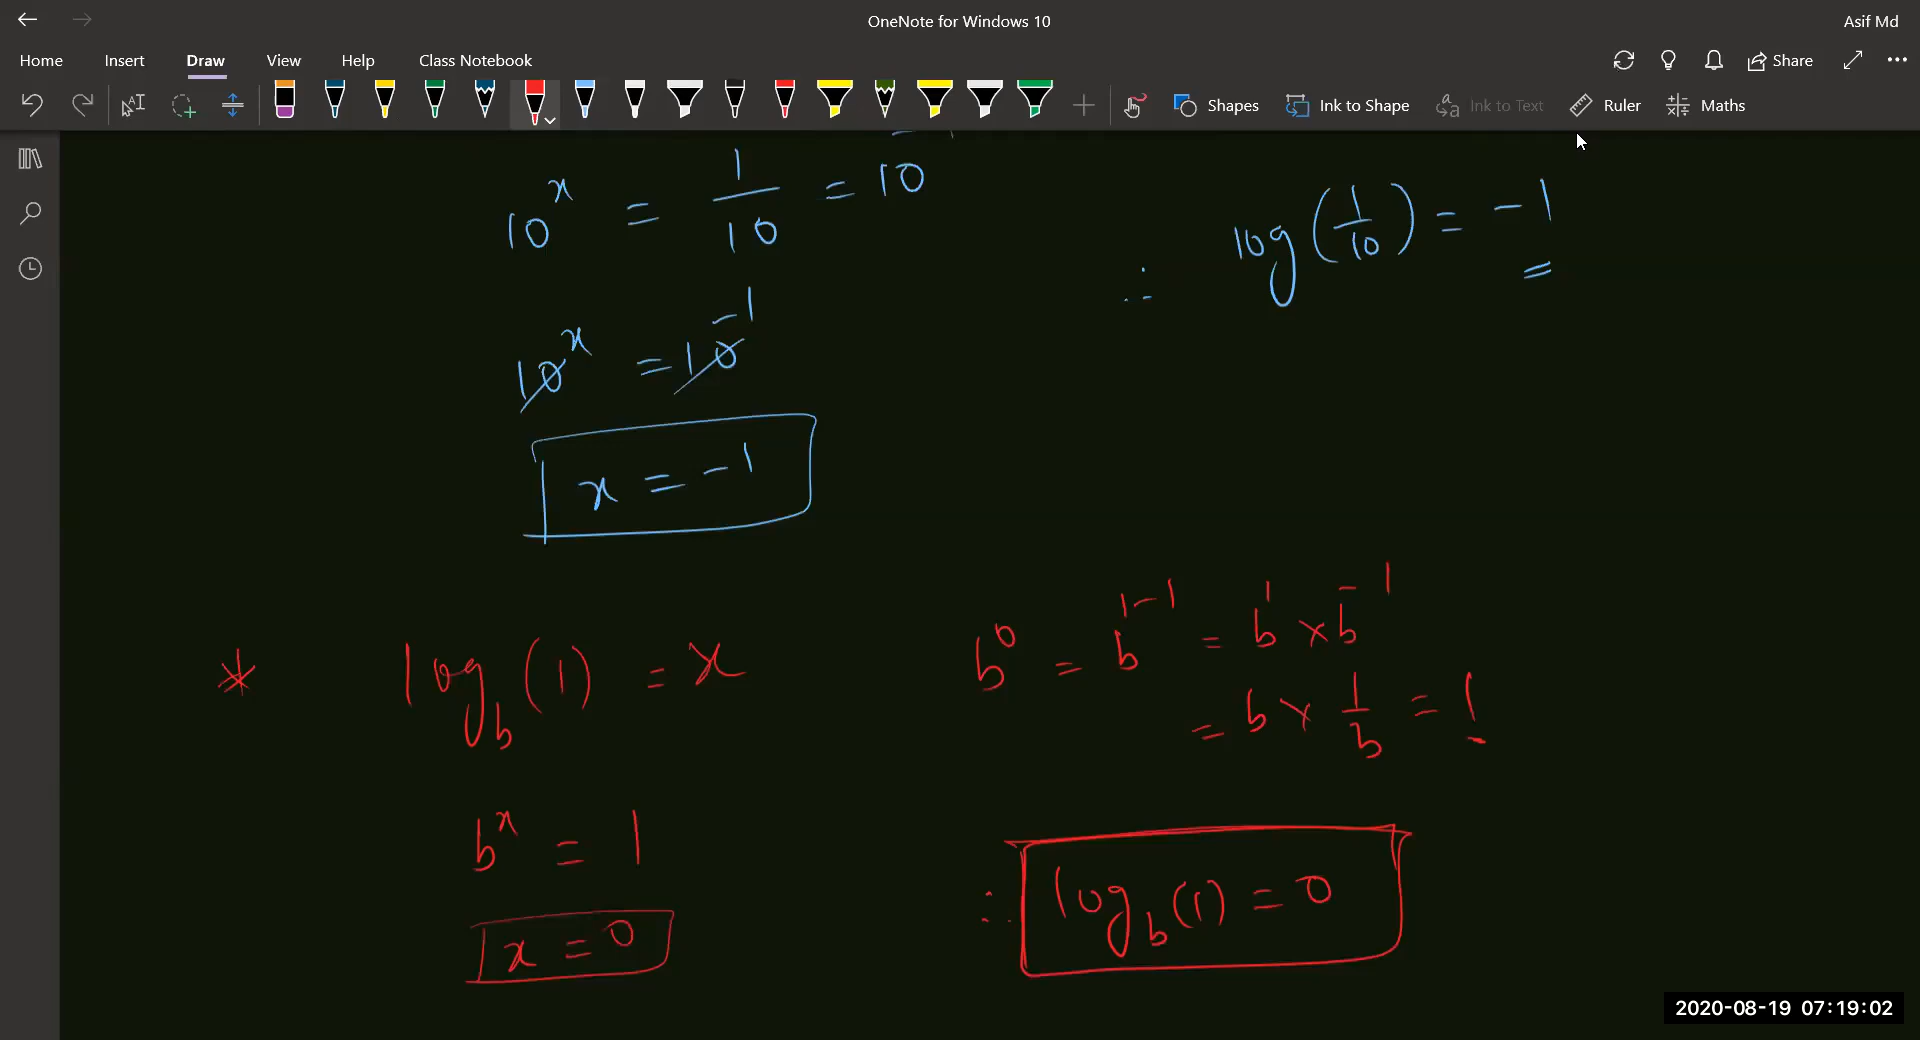 OneNote for Windows 10
Asif Md
Home Insert Draw View Help Class Notebook
Share
Shapes Ink to Shape Ink to Text Ruler Maths
10^x = 1/10 = 10
∴ log(1/10) = -1
=
10^x = 10^-1
x = -1
* log_b(1) = x
b^0 = b^1-1 = b^1 × b^-1
= b × 1/b = 1
b^x = 1
x = 0
∴ log_b(1) = 0
2020-08-19 07:19:02